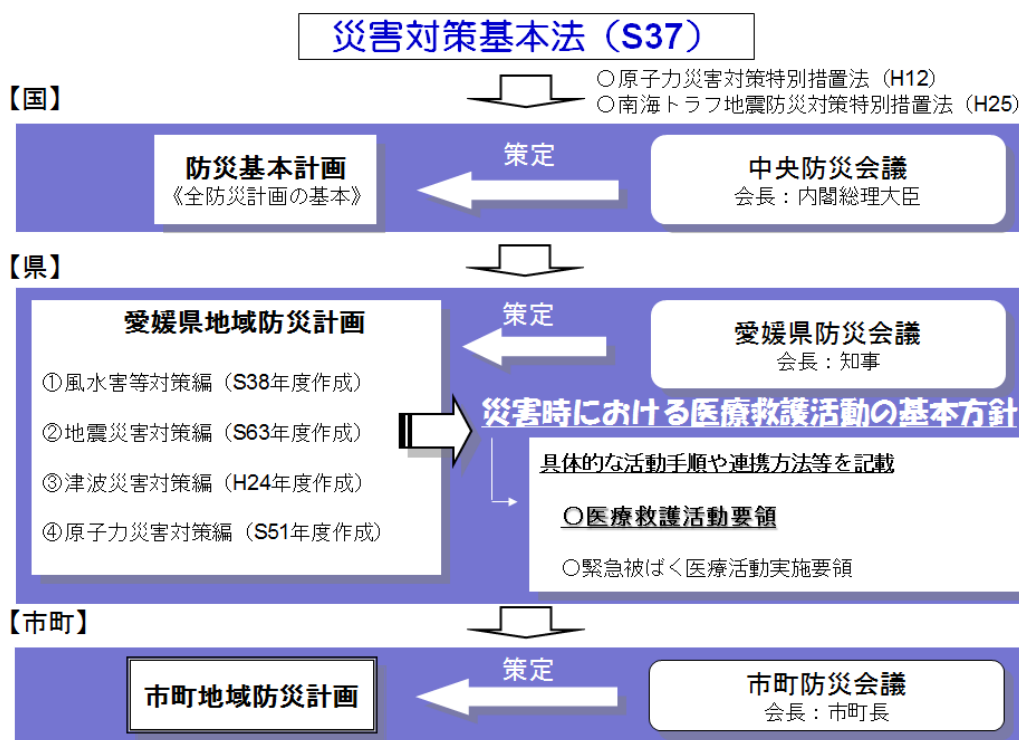 災害対策基本法（S37）
○原子力災害対策特別措置法（H12）
○南海トラフ地震防災対策特別措置法（H25）
【国】
防災基本計画
《全防災計画の基本》
策定
中央防災会議
会長：内閣総理大臣
【県】
愛媛県地域防災計画
①風水害等対策編（S38年度作成）
②地震災害対策編（S63年度作成）
③津波災害対策編（H24年度作成）
④原子力災害対策編（S51年度作成）
策定
愛媛県防災会議
会長：知事
災害時における医療救護活動の基本方針
具体的な活動手順や連携方法等を記載
○医療救護活動要領
○緊急被ばく医療活動実施要領
【市町】
市町地域防災計画
策定
市町防災会議
会長：市町長